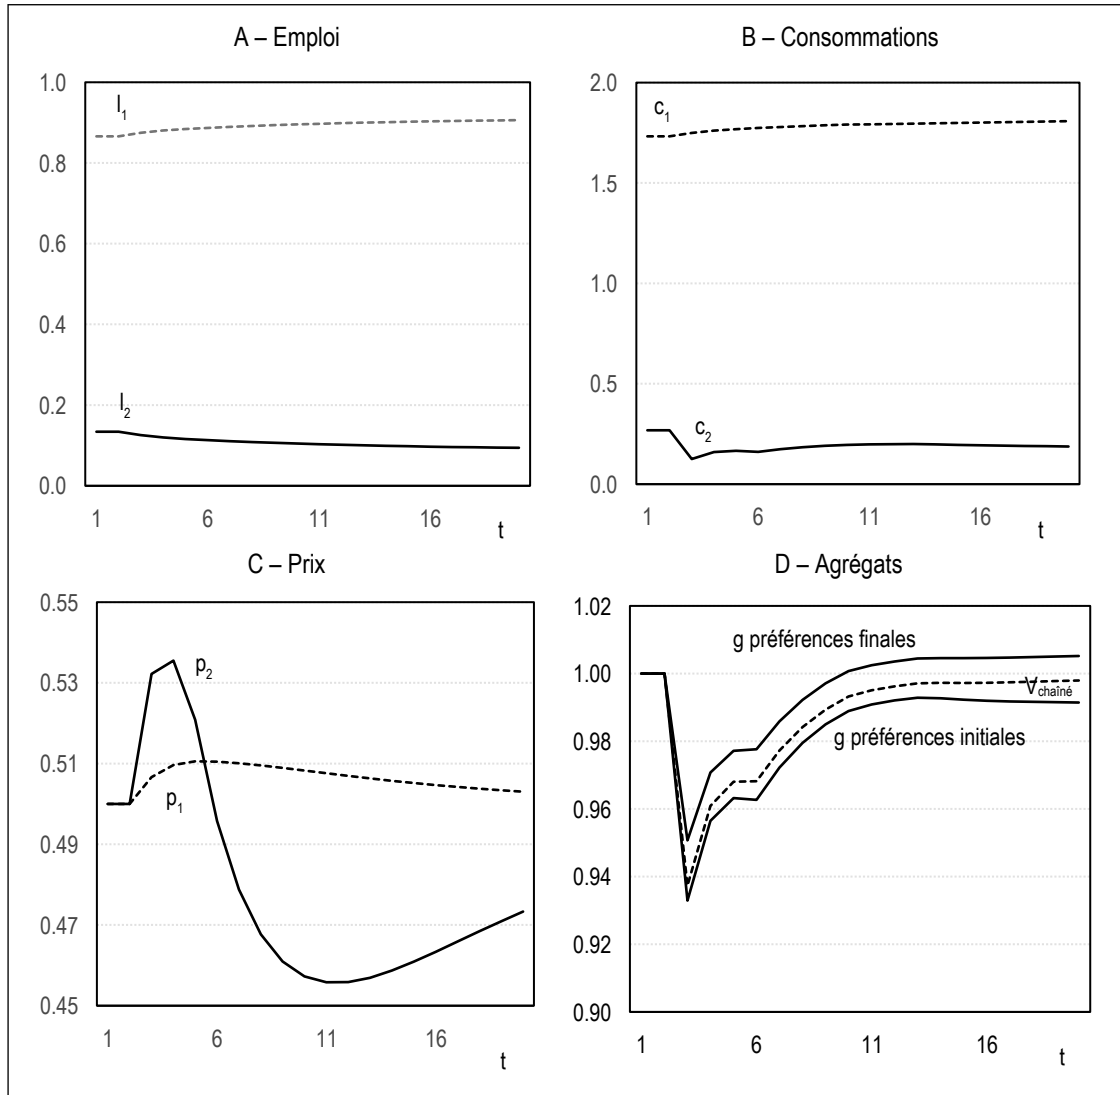 A – Emploi
1.0
0.8
0.6
0.4
0.2
0.0
l1
l2
1 6 11 16
t
B – Consommations
2.0
1.5
1.0
0.5
0.0
c1
c2
1 6 11 16
t
C – Prix
0.55
0.53
0.51
0.49
0.47
0.45
p2
p1
1 6 11 16
t
D – Agrégats
1.02
1.00
0.98
0.96
0.94
0.92
0.90
g préférences finales
Vchaîné
g préférences initiales
1 6 11 16
t